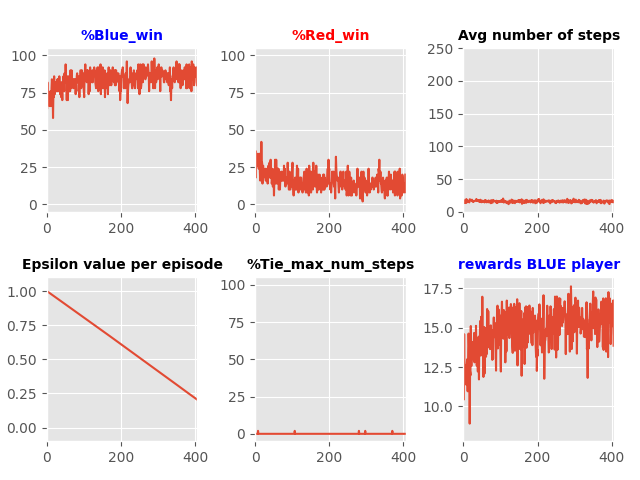 %Blue_win
100
75
50
25
0
0 200 400
%Red_win
100
75
50
25
0
0 200 400
Avg number of steps
250
200
150
100
50
0
0 200 400
Epsilon value per episode
1.00
0.75
0.50
0.25
0.00
0 200 400
%Tie_max_num_steps
100
75
50
25
0
0 200 400
rewards BLUE player
17.5
15.0
12.5
10.0
0 200 400